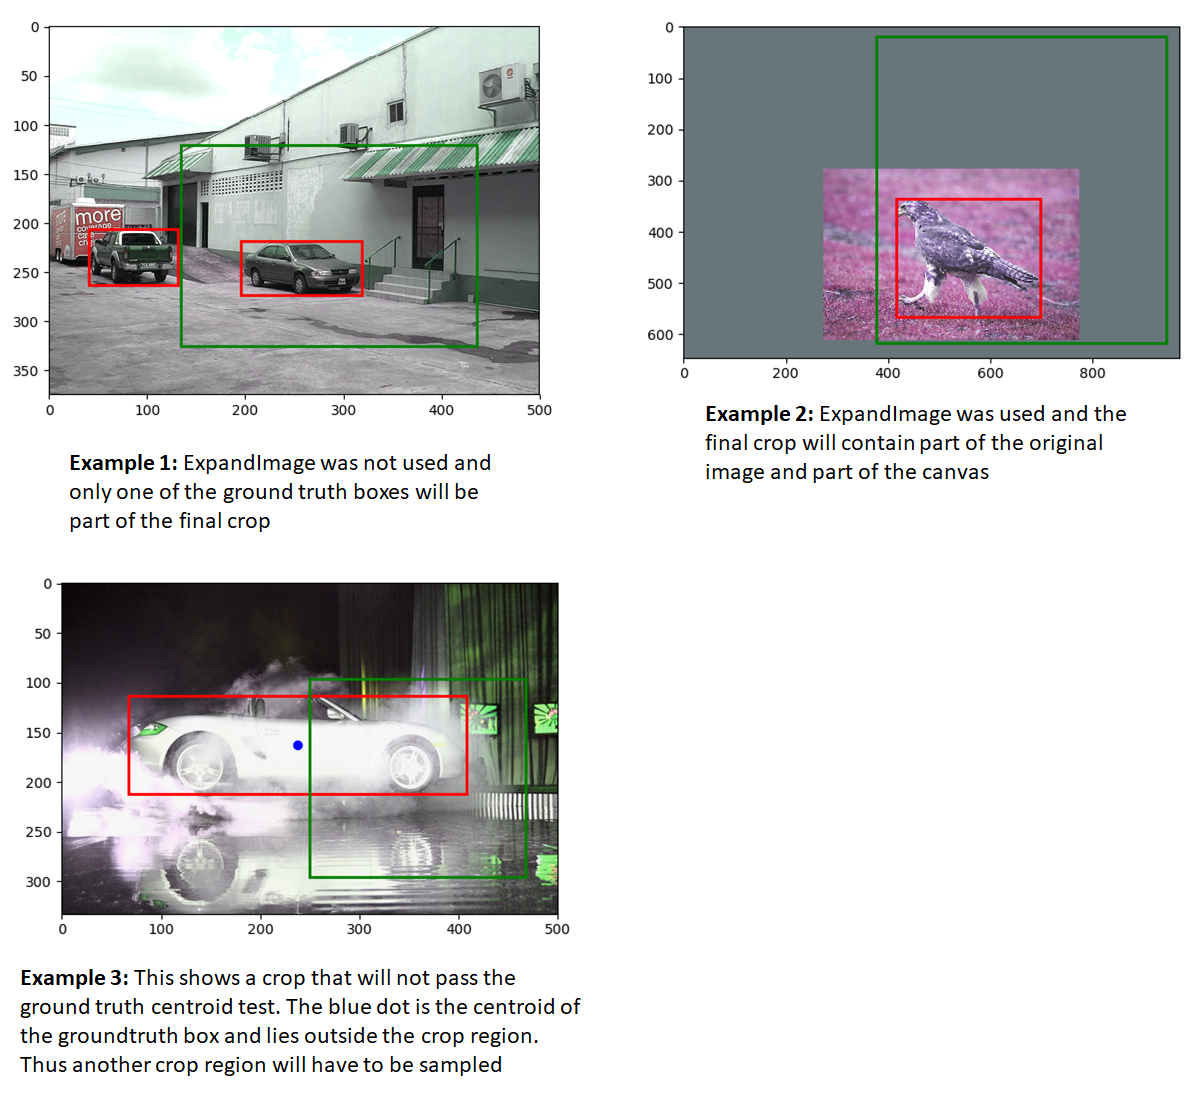 0
50
100
150
200
250
300
350
0 100 200 300 400 500
more
more
coverage
Example 1: ExpandImage was not used and
only one of the ground truth boxes will be
part of the final crop
0
100
200
300
400
500
600
0 200 400 600 800
Example 2: ExpandImage was used and the
final crop will contain part of the original
image and part of the canvas
0
50
100
150
200
250
300
0 100 200 300 400 500
Example 3: This shows a crop that will not pass the
ground truth centroid test. The blue dot is the centroid of
the groundtruth box and lies outside the crop region.
Thus another crop region will have to be sampled